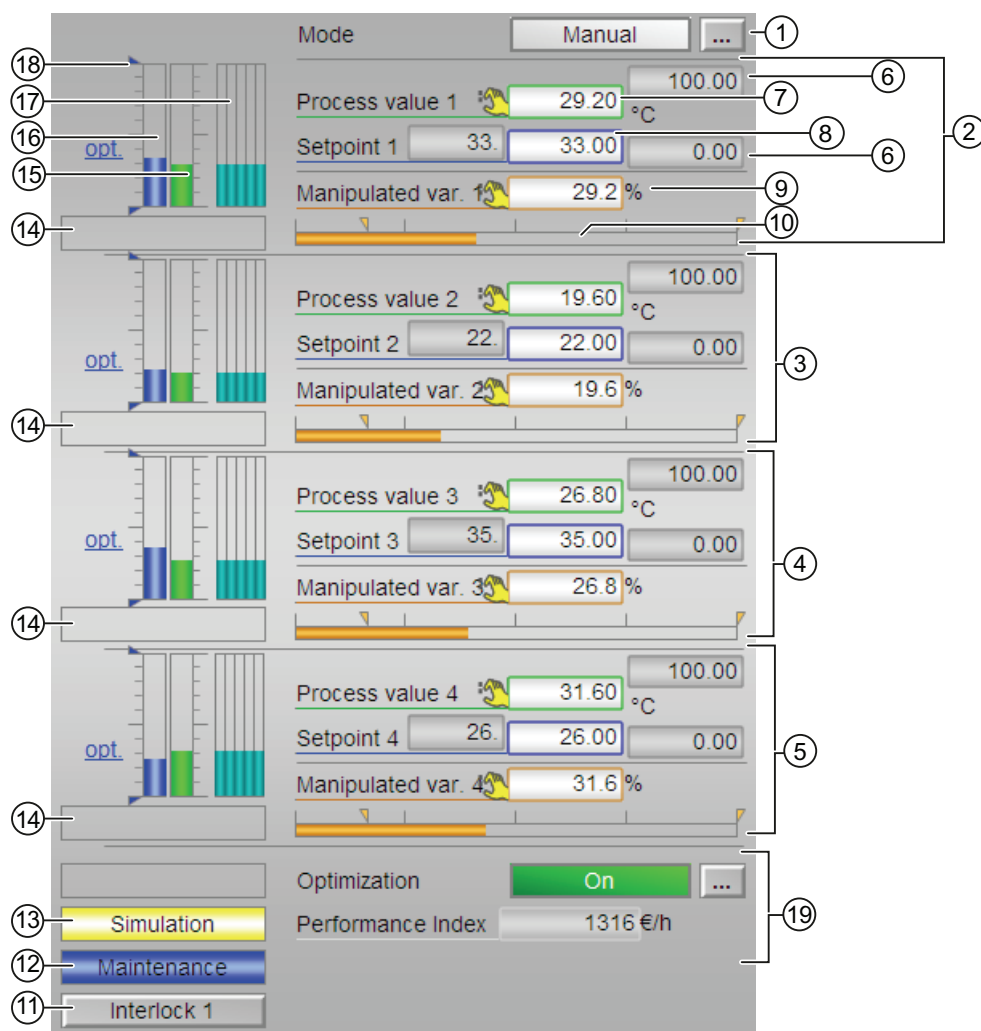 Mode Manual ... 1
18
100.00 6
17
Process value 1 29.20 °C 7
2
16
opt. Setpoint 1 33. 33.00 8
0.00 6
15
Manipulated var. 1 29.2 % 9
14
10
100.00
Process value 2 19.60 °C
Setpoint 2 22. 22.00 0.00
opt. 3
Manipulated var. 2 19.6 %
14
100.00
Process value 3 26.80 °C
opt. Setpoint 3 35. 35.00 0.00
4
Manipulated var. 3 26.8 %
14
100.00
Process value 4 31.60 °C
opt. Setpoint 4 26. 26.00 0.00
5
Manipulated var. 4 31.6 %
14
Optimization On ...
13 Simulation Performance Index 1316 €/h 19
12 Maintenance
11 Interlock 1